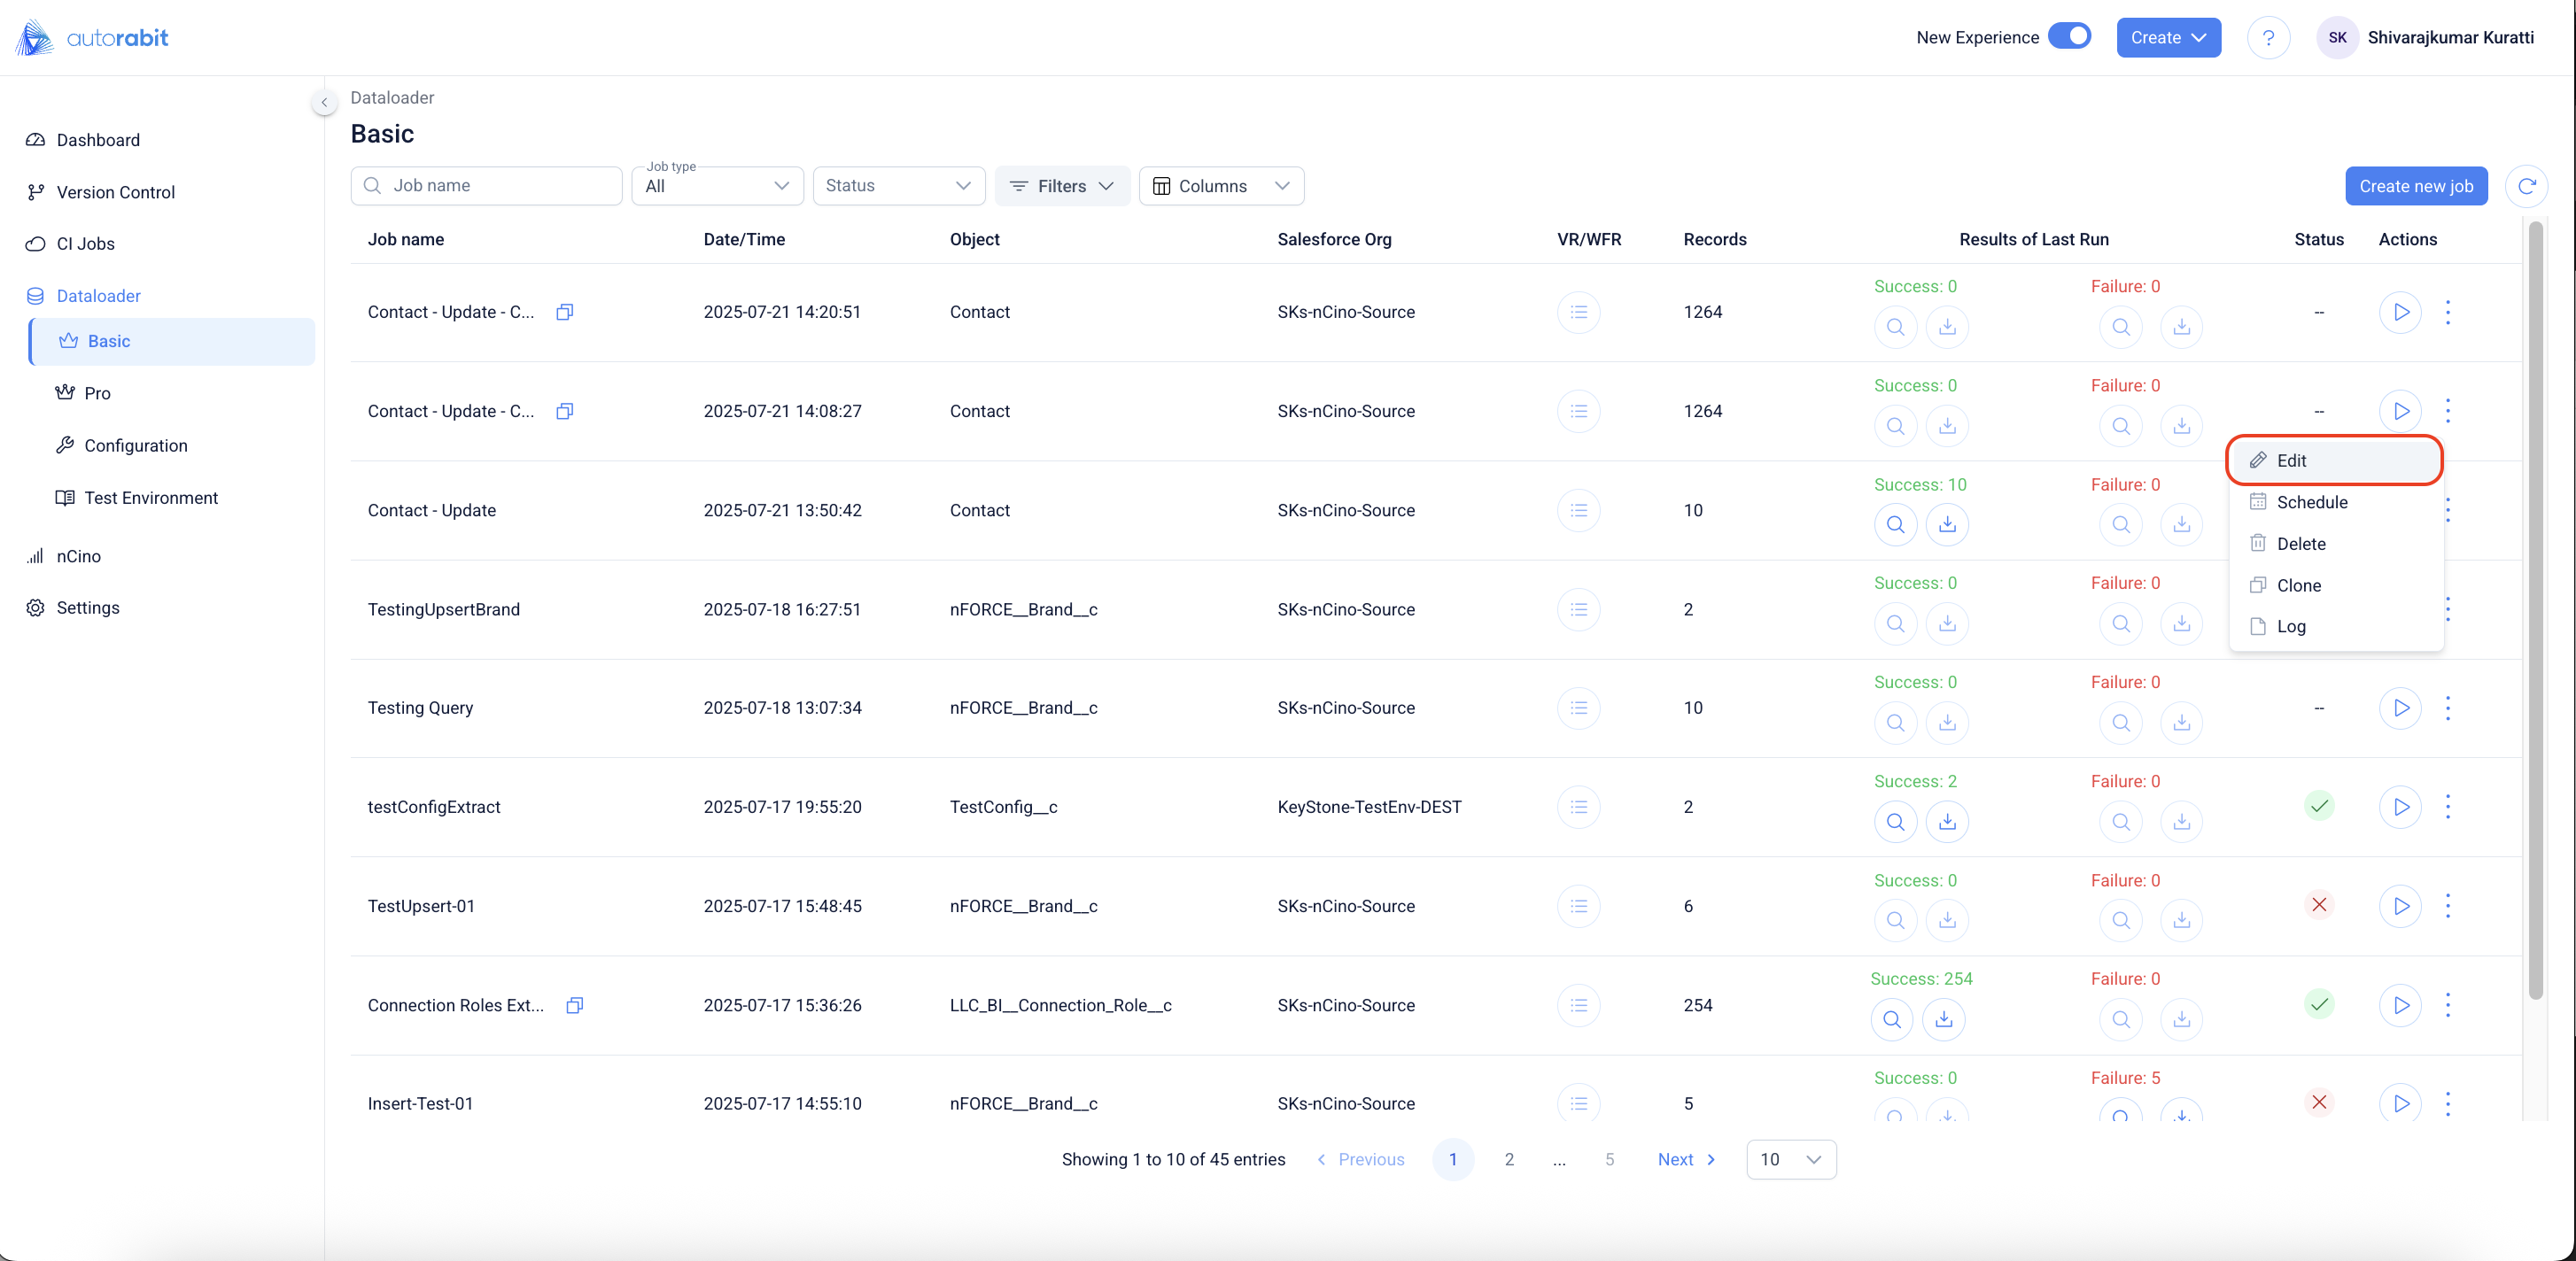 autorabit
New Experience
Create
?
SK
Shivarajkumar Kuratti
Dashboard
Version Control
CI Jobs
Dataloader
Basic
Pro
Configuration
Test Environment
nCino
Settings
Dataloader
Basic
Job name
Job type
All
Status
Filters
Columns
Create new job
Job name Date/Time Object Salesforce Org VR/WFR Records Results of Last Run Status Actions
Success: 0 Failure: 0
Contact - Update - C... 2025-07-21 14:20:51 Contact SKs-nCino-Source 1264 --
Success: 0 Failure: 0
Contact - Update - C... 2025-07-21 14:08:27 Contact SKs-nCino-Source 1264 --
Success: 10 Failure: 0
Contact - Update 2025-07-21 13:50:42 Contact SKs-nCino-Source 10
Success: 0 Failure: 0
TestingUpsertBrand 2025-07-18 16:27:51 nFORCE__Brand__c SKs-nCino-Source 2
Edit
Schedule
Delete
Clone
Log
Success: 0 Failure: 0
Testing Query 2025-07-18 13:07:34 nFORCE__Brand__c SKs-nCino-Source 10 --
Success: 2 Failure: 0
testConfigExtract 2025-07-17 19:55:20 TestConfig__c KeyStone-TestEnv-DEST 2
Success: 0 Failure: 0
TestUpsert-01 2025-07-17 15:48:45 nFORCE__Brand__c SKs-nCino-Source 6
Success: 254 Failure: 0
Connection Roles Ext... 2025-07-17 15:36:26 LLC_BI__Connection_Role__c SKs-nCino-Source 254
Success: 0 Failure: 5
Insert-Test-01 2025-07-17 14:55:10 nFORCE__Brand__c SKs-nCino-Source 5
Showing 1 to 10 of 45 entries Previous 1 2 ... 5 Next 10